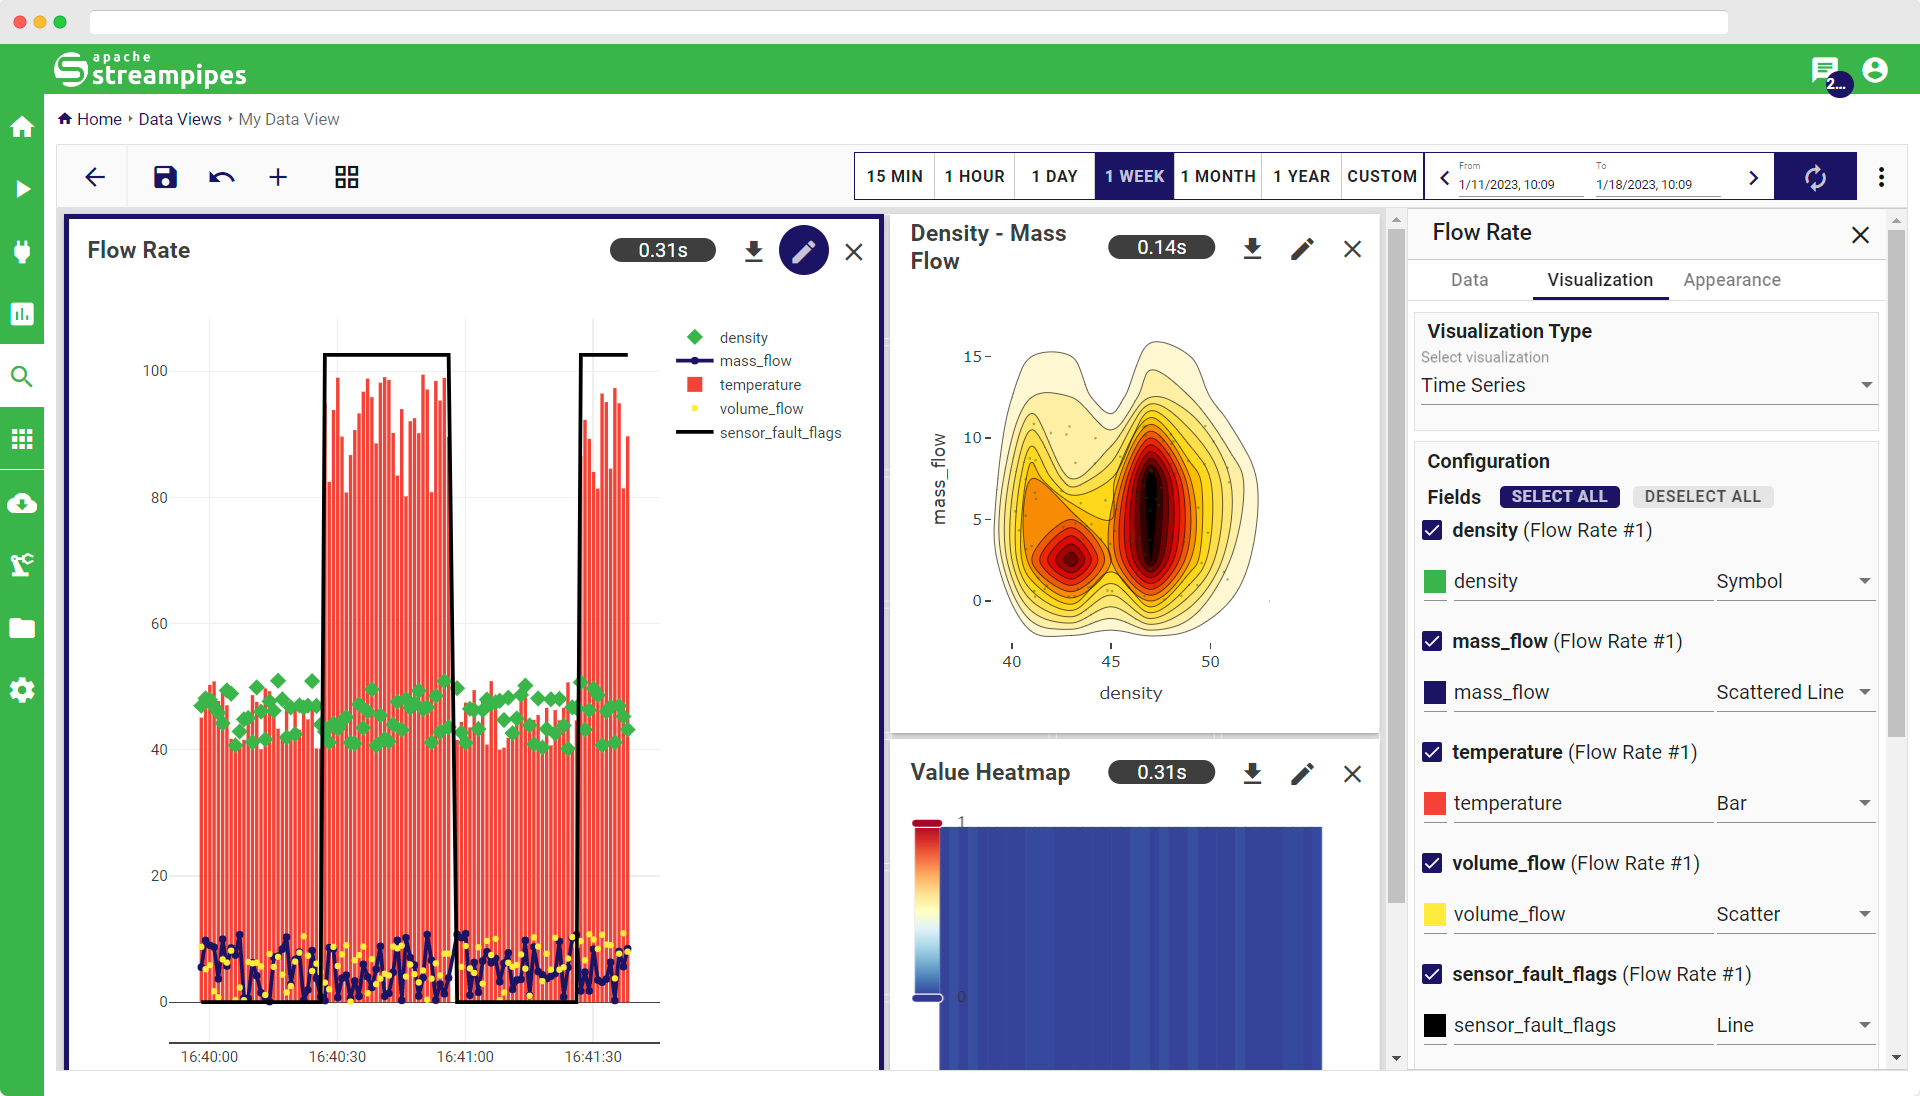 apache
streampipes
2...
Home
Data Views
My Data View
15 MIN
1 HOUR
1 DAY
1 WEEK
1 MONTH
1 YEAR
CUSTOM
From
1/11/2023, 10:09
To
1/18/2023, 10:09
Flow Rate
0.31s
density
mass_flow
temperature
volume_flow
sensor_fault_flags
100
80
60
40
20
0
16:40:00
16:40:30
16:41:00
16:41:30
Density - Mass
Flow
0.14s
15
10
5
0
mass_flow
40
45
50
density
Value Heatmap
0.31s
1
0
Flow Rate
Data
Visualization
Appearance
Visualization Type
Select visualization
Time Series
Configuration
Fields
SELECT ALL
DESELECT ALL
density (Flow Rate #1)
density
Symbol
mass_flow (Flow Rate #1)
mass_flow
Scattered Line
temperature (Flow Rate #1)
temperature
Bar
volume_flow (Flow Rate #1)
volume_flow
Scatter
sensor_fault_flags (Flow Rate #1)
sensor_fault_flags
Line